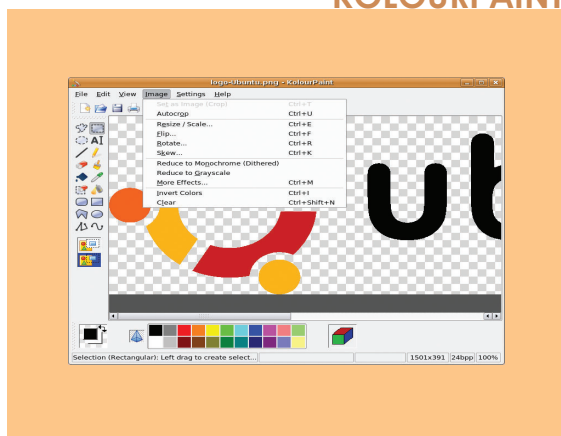 KOLOURPAINT
logo-Ubuntu.png - KolourPaint
File Edit View Image Settings Help
Set as Image (Crop) Ctrl+T
Autocrop Ctrl+U
Resize / Scale... Ctrl+E
Flip... Ctrl+F
Rotate... Ctrl+R
Skew... Ctrl+K
Reduce to Monochrome (Dithered)
Reduce to Grayscale
More Effects... Ctrl+M
Invert Colors Ctrl+I
Clear Ctrl+Shift+N
AI
ub
Selection (Rectangular): Left drag to create select... 1501x391 24bpp 100%